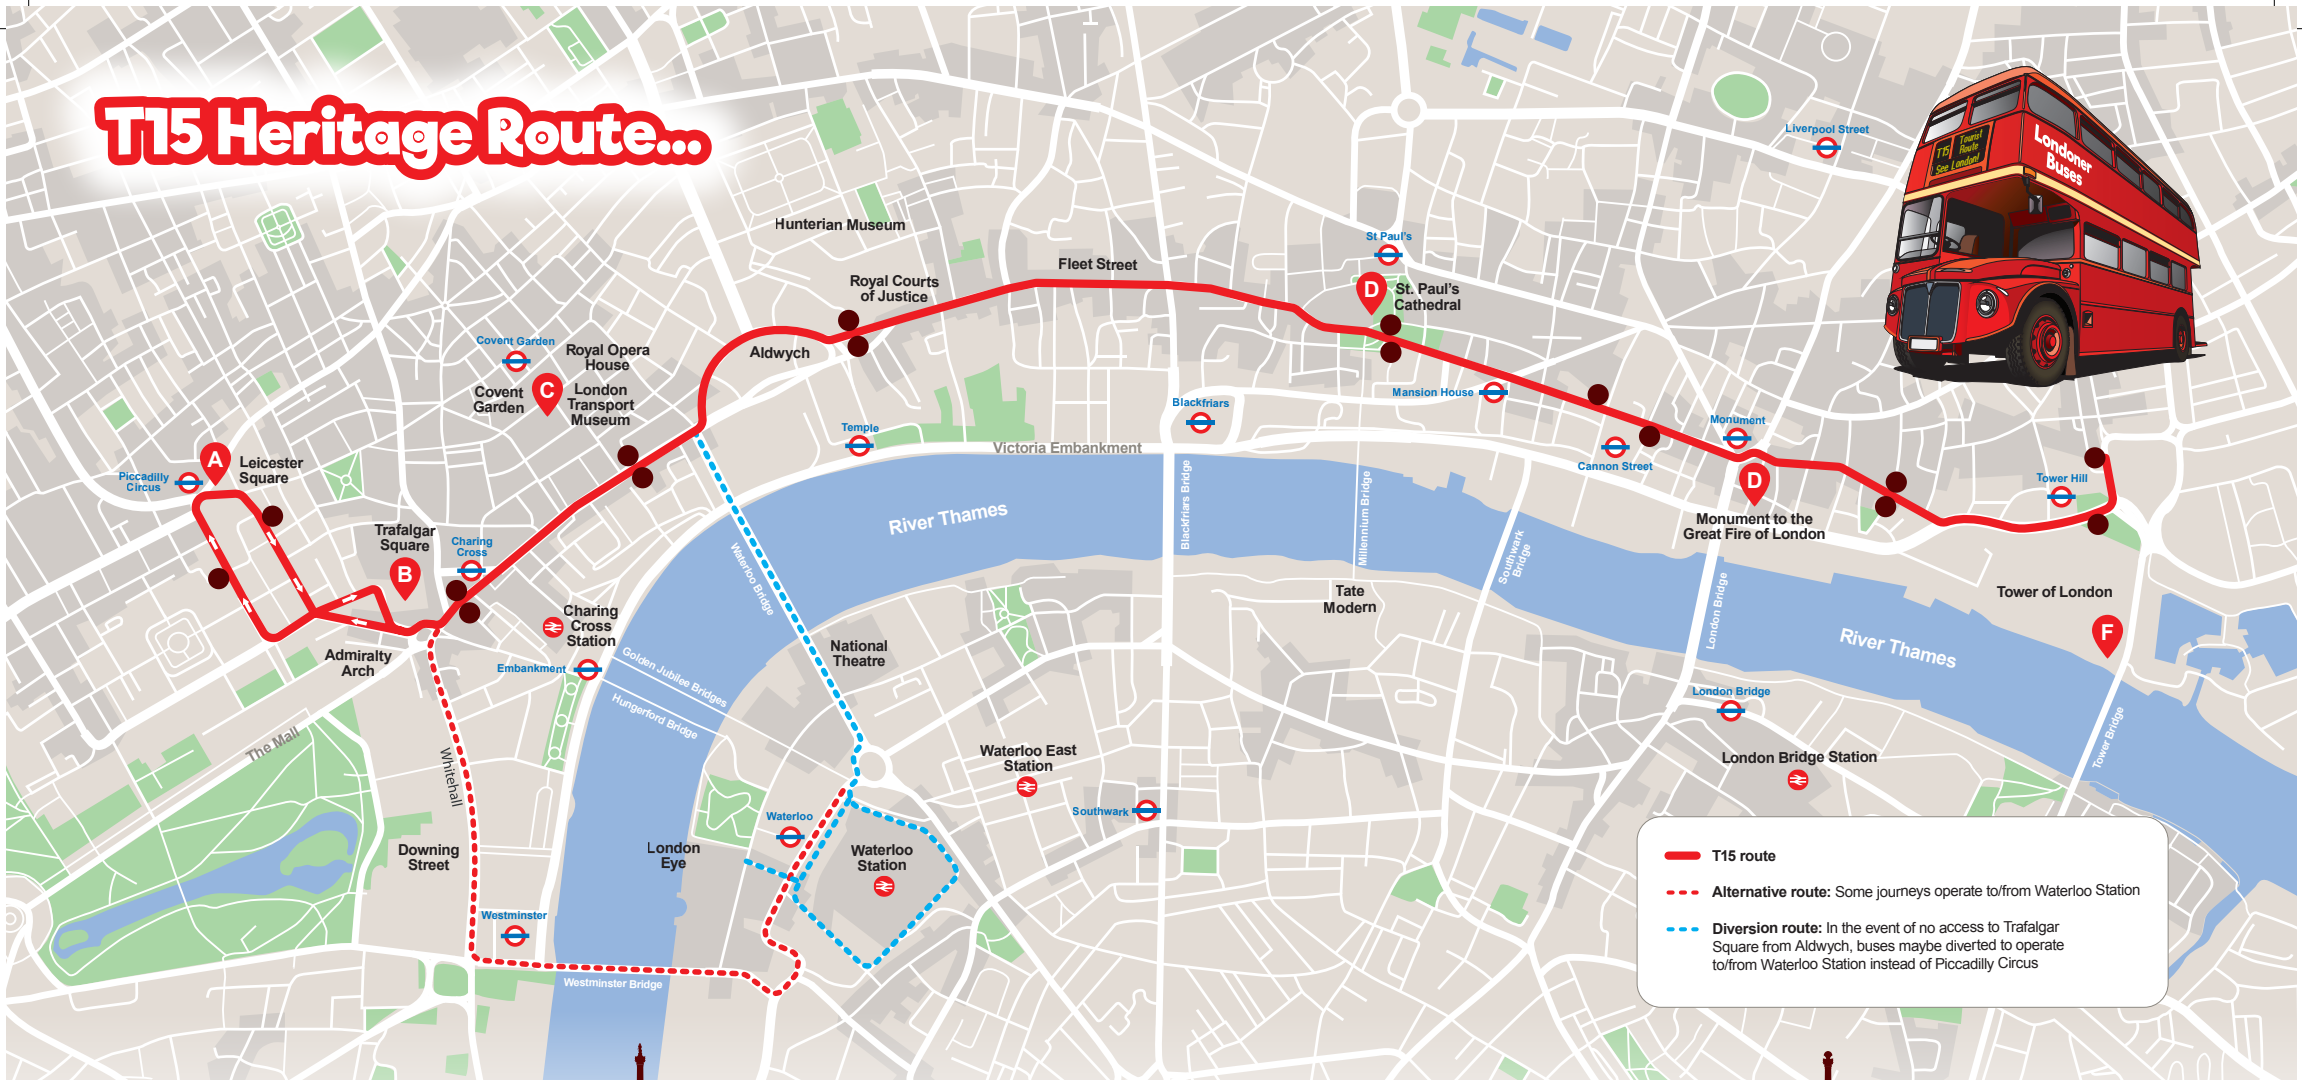 T15 Heritage Route...
Liverpool Street
T15
Tourist
Route
See London!
Londoner
Buses
Hunterian Museum
St Paul's
Fleet Street
Royal Courts
of Justice
D
St. Paul's
Cathedral
Covent Garden
Royal Opera
House
Aldwych
Covent
Garden
C
London
Transport
Museum
Mansion House
Blackfriars
Temple
Monument
Victoria Embankment
A
Leicester
Square
Piccadilly
Circus
Cannon Street
Tower Hill
D
Monument to the
Great Fire of London
River Thames
Blackfriars Bridge
Millennium Bridge
Southwark
Bridge
Trafalgar
Square
Charing
Cross
B
Waterloo Bridge
Tate
Modern
London Bridge
Tower of London
F
Charing
Cross
Station
River Thames
National
Theatre
Admiralty
Arch
Embankment
Golden Jubilee Bridges
Hungerford Bridge
London Bridge
The Mall
Whitehall
Waterloo East
Station
London Bridge Station
Tower Bridge
Southwark
Waterloo
Downing
Street
London
Eye
Waterloo
Station
Westminster
Westminster Bridge
T15 route
Alternative route: Some journeys operate to/from Waterloo Station
Diversion route: In the event of no access to Trafalgar
Square from Aldwych, buses maybe diverted to operate
to/from Waterloo Station instead of Piccadilly Circus